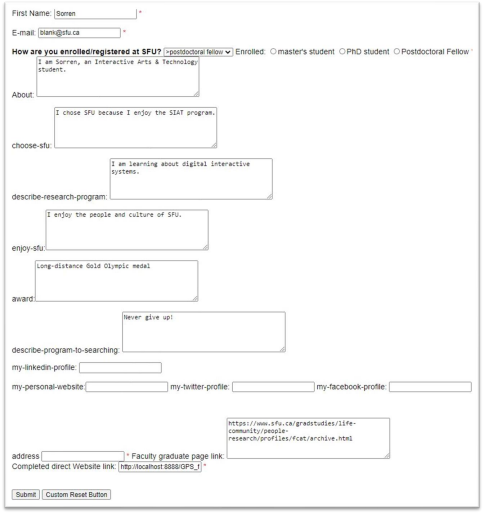 First Name: Sorren *
E-mail: blank@sfu.ca *
How are you enrolled/registered at SFU? >postdoctoral fellow Enrolled: master's student PhD student Postdoctoral Fellow *
I am Sorren, an Interactive Arts & Technology
student.
About:
I chose SFU because I enjoy the SIAT program.
choose-sfu:
I am learning about digital interactive
systems.
describe-research-program:
I enjoy the people and culture of SFU.
enjoy-sfu:
Long-distance Gold Olympic medal
award:
Never give up!
describe-program-to-searching:
my-linkedin-profile:
my-personal-website: my-twitter-profile: my-facebook-profile:
https://www.sfu.ca/gradstudies/life-
community/people-
research/profiles/fcat/archive.html
address * Faculty graduate page link:
Completed direct Website link: http://localhost:8888/GPS_f *
Submit Custom Reset Button